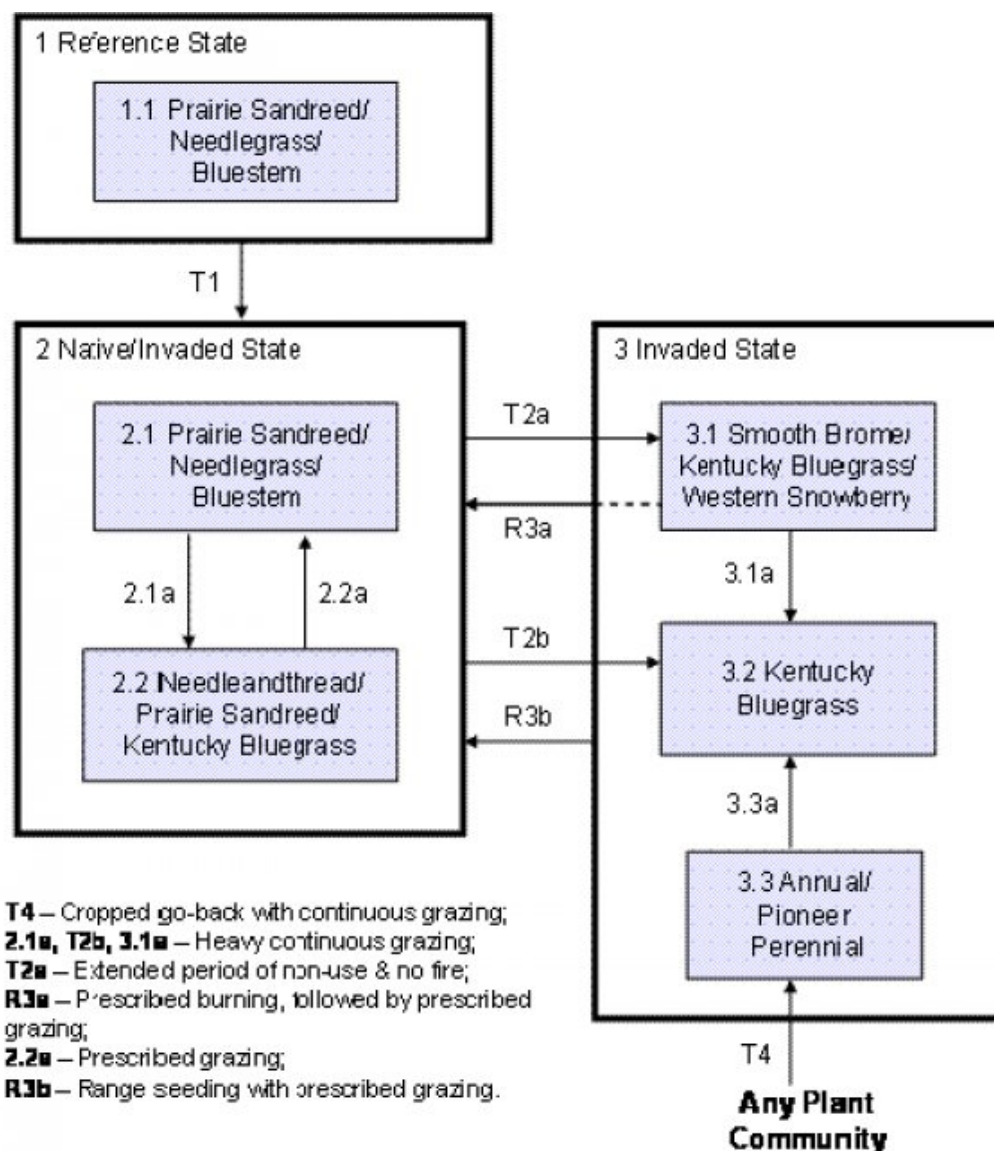 1 Reference State
1.1 Prairie Sandreed/
Needlegrass/
Bluestem
T1
2 Native/Invaded State
2.1 Prairie Sandreed/
Needlegrass/
Bluestem
2.1a
2.2a
2.2 Needleandthread/
Prairie Sandreed/
Kentucky Bluegrass
T2a
R3a
T2b
R3b
3 Invaded State
3.1 Smooth Brome/
Kentucky Bluegrass/
Western Snowberry
3.1a
3.2 Kentucky
Bluegrass
3.3a
3.3 Annual/
Pioneer
Perennial
T4
Any Plant
Community
T4 – Cropped go-back with continuous grazing;
2.1a, T2b, 3.1a – Heavy continuous grazing;
T2a – Extended period of non-use & no fire;
R3a – Prescribed burning, followed by prescribed
grazing;
2.2a – Prescribed grazing;
R3b – Range seeding with prescribed grazing.